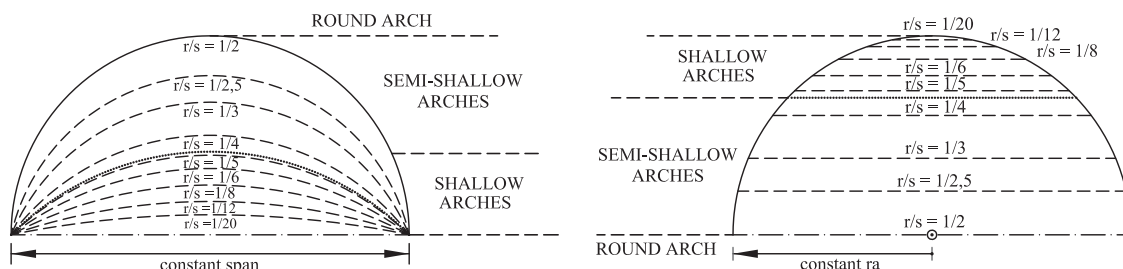 ROUND ARCH
r/s = 1/2
r/s = 1/2,5
SEMI-SHALLOW
ARCHES
r/s = 1/3
r/s = 1/4
r/s = 1/5
r/s = 1/6
r/s =1/8
r/s =1/12
r/s =1/20
SHALLOW
ARCHES
constant span
r/s = 1/20
r/s = 1/12
r/s = 1/8
SHALLOW
ARCHES
r/s = 1/6
r/s = 1/5
r/s = 1/4
SEMI-SHALLOW
ARCHES
r/s = 1/3
r/s = 1/2,5
r/s = 1/2
ROUND ARCH
constant ra